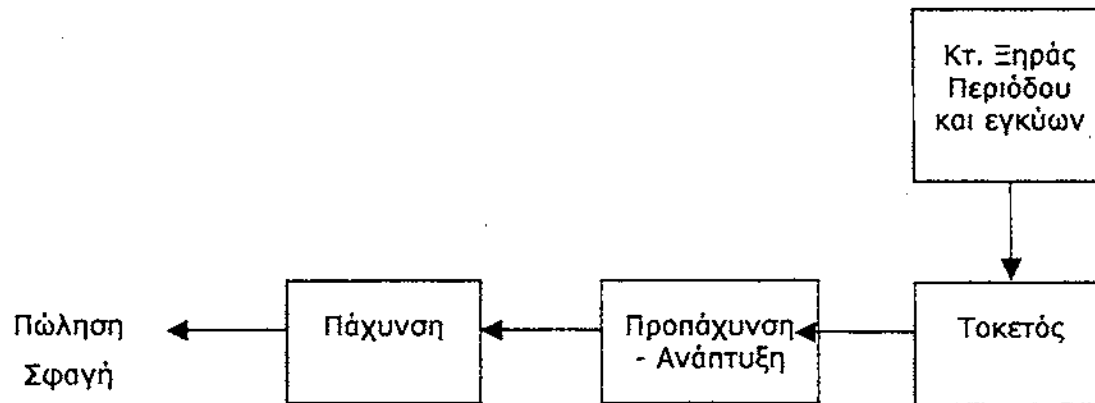 Κτ. Ξηράς
Περιόδου
και εγκύων
Πώληση
Σφαγή
Πάχυνση
Προπάχυνση
- Ανάπτυξη
Τοκετός